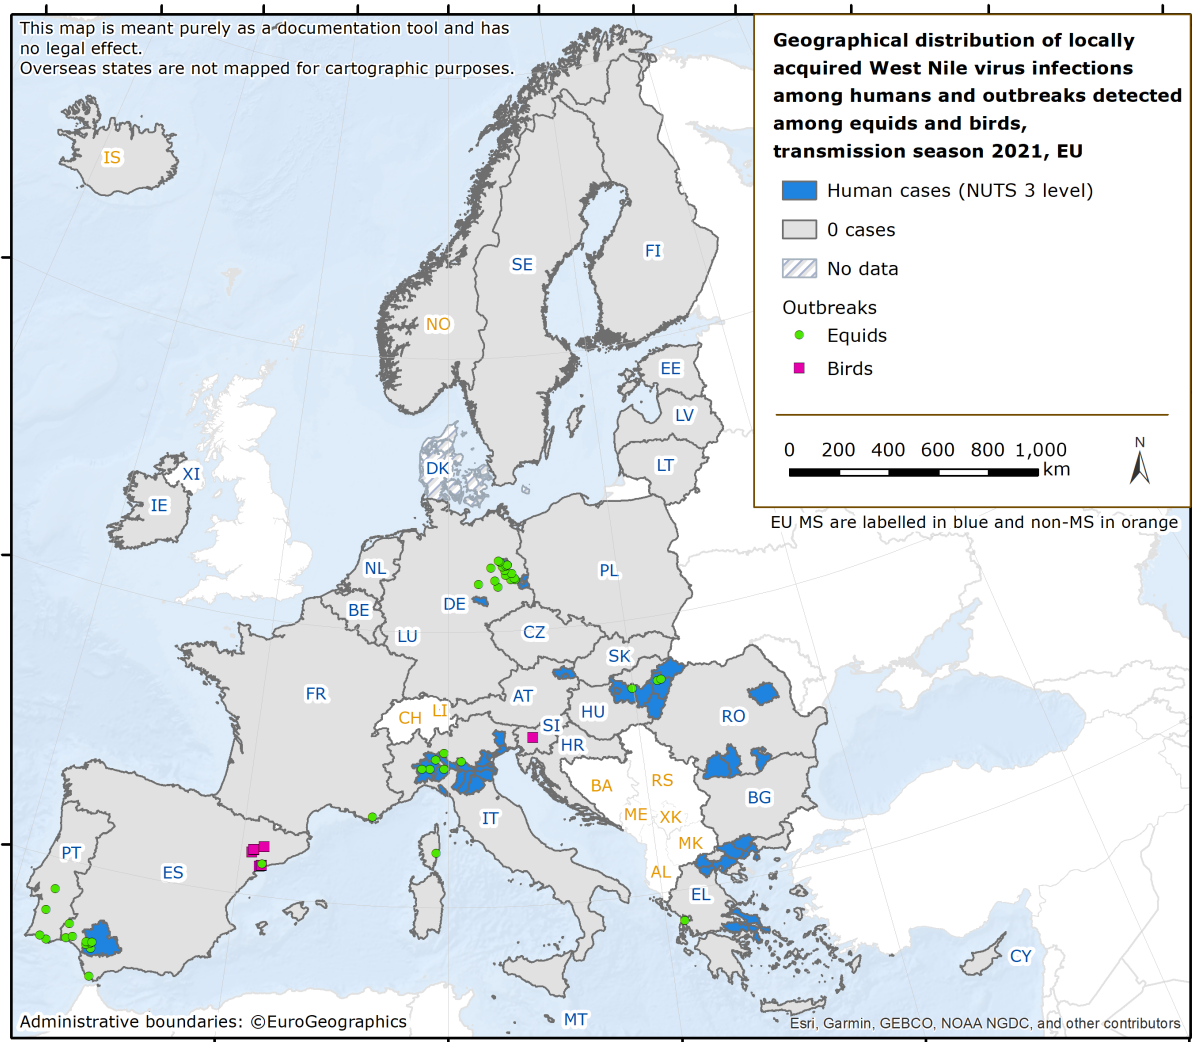 This map is meant purely as a documentation tool and has
no legal effect.
Overseas states are not mapped for cartographic purposes.
Geographical distribution of locally
acquired West Nile virus infections
among humans and outbreaks detected
among equids and birds,
transmission season 2021, EU
Human cases (NUTS 3 level)
0 cases
No data
Outbreaks
Equids
Birds
0 200 400 600 800 1,000
km
N
EU MS are labelled in blue and non-MS in orange
IS
FI
SE
NO
EE
LV
LT
DK
XI
IE
NL
PL
BE
DE
LU
CZ
SK
FR
AT
HU
CH
LI
RO
SI
HR
BA
RS
BG
IT
ME
XK
MK
PT
ES
AL
EL
CY
MT
Administrative boundaries: ©EuroGeographics
Esri, Garmin, GEBCO, NOAA NGDC, and other contributors